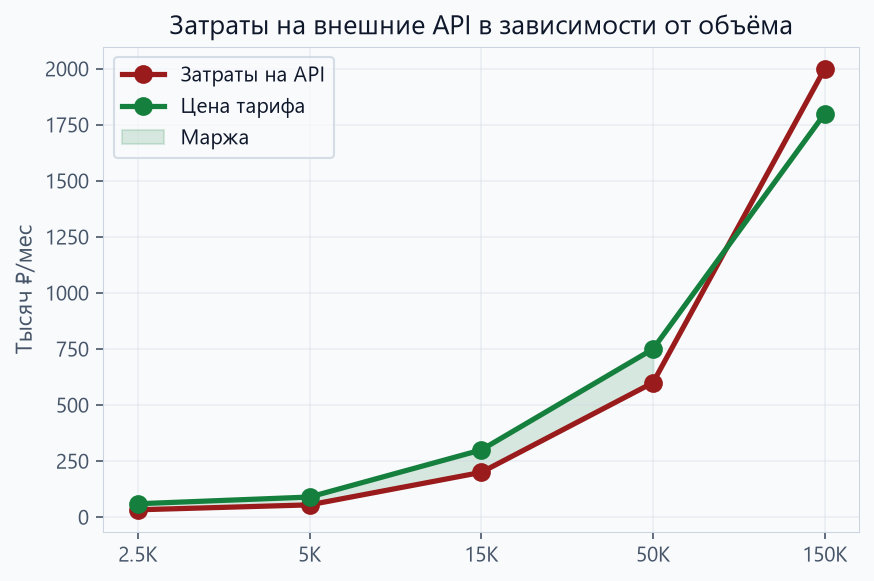 Затраты на внешние API в зависимости от объёма
Затраты на API
Цена тарифа
Маржа
Тысяч ₽/мес
2000
1750
1500
1250
1000
750
500
250
0
2.5K
5K
15K
50K
150K